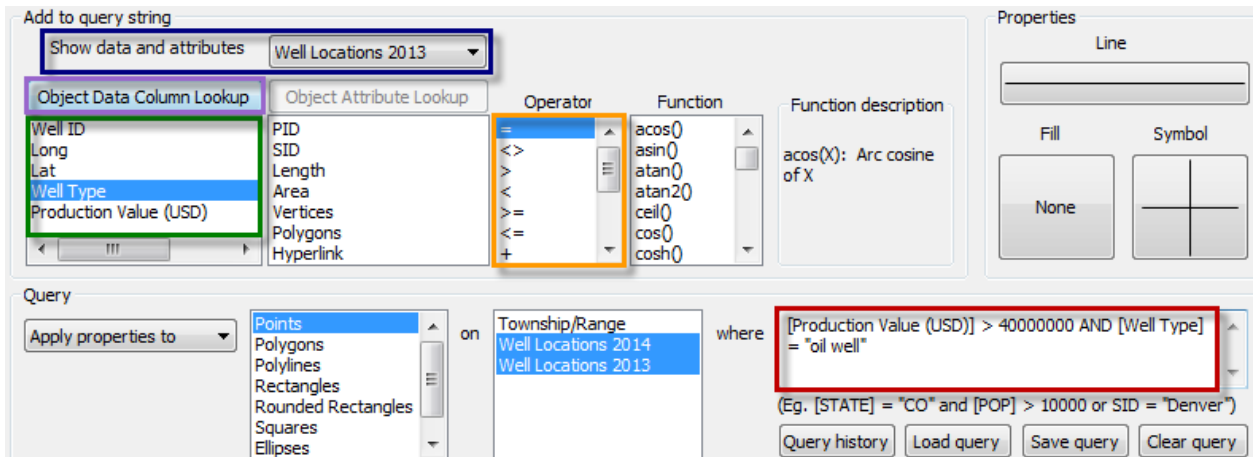 Add to query string
Properties
Show data and attributes
Well Locations 2013
Line
Object Data Column Lookup
Object Attribute Lookup
Operator
Function
Function description
Well ID
Long
Lat
Well Type
Production Value (USD)
PID
SID
Length
Area
Vertices
Polygons
Hyperlink
=
<>
>
<
>=
<=
+
acos()
asin()
atan()
atan2()
ceil()
cos()
cosh()
acos(X): Arc cosine
of X
Fill
Symbol
None
Query
Apply properties to
Points
Polygons
Polylines
Rectangles
Rounded Rectangles
Squares
Ellipses
on
Township/Range
Well Locations 2014
Well Locations 2013
where
[Production Value (USD)] > 40000000 AND [Well Type]
= "oil well"
(Eg. [STATE] = "CO" and [POP] > 10000 or SID = "Denver")
Query history
Load query
Save query
Clear query